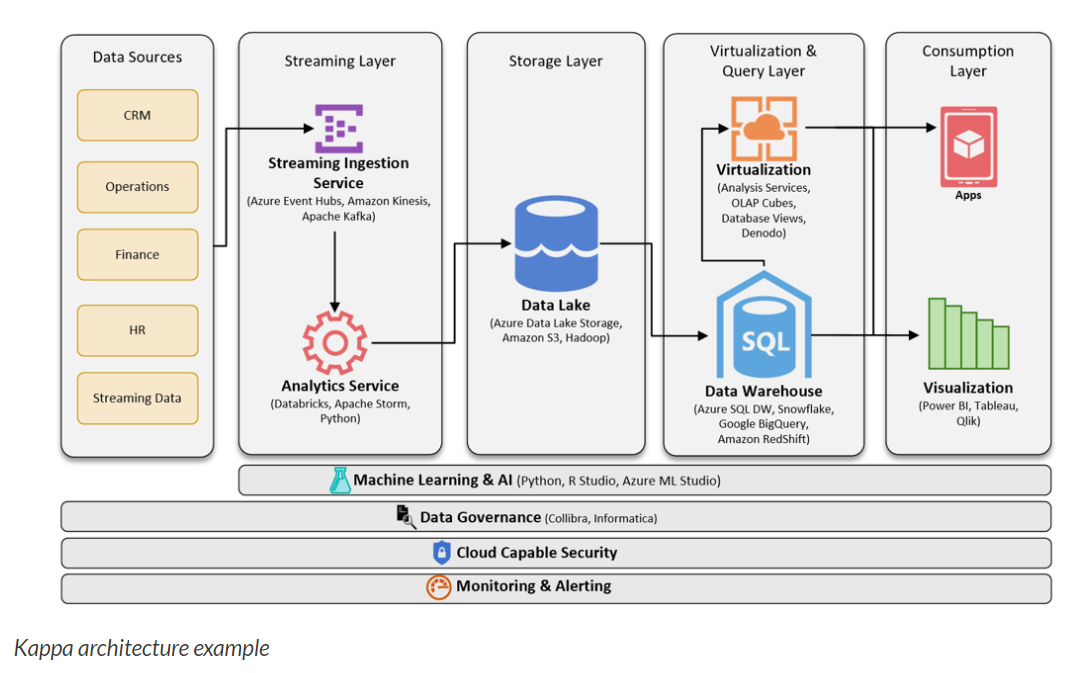 Data Sources
CRM
Operations
Finance
HR
Streaming Data
Streaming Layer
Streaming Ingestion
Service
(Azure Event Hubs, Amazon Kinesis,
Apache Kafka)
Analytics Service
(Databricks, Apache Storm,
Python)
Storage Layer
Data Lake
(Azure Data Lake Storage,
Amazon S3, Hadoop)
Virtualization &
Query Layer
Virtualization
(Analysis Services,
OLAP Cubes,
Database Views,
Denodo)
SQL
Data Warehouse
(Azure SQL DW, Snowflake,
Google BigQuery,
Amazon RedShift)
Consumption
Layer
Apps
Visualization
(Power BI, Tableau,
Qlik)
Machine Learning & AI (Python, R Studio, Azure ML Studio)
Data Governance (Collibra, Informatica)
Cloud Capable Security
Monitoring & Alerting
Kappa architecture example